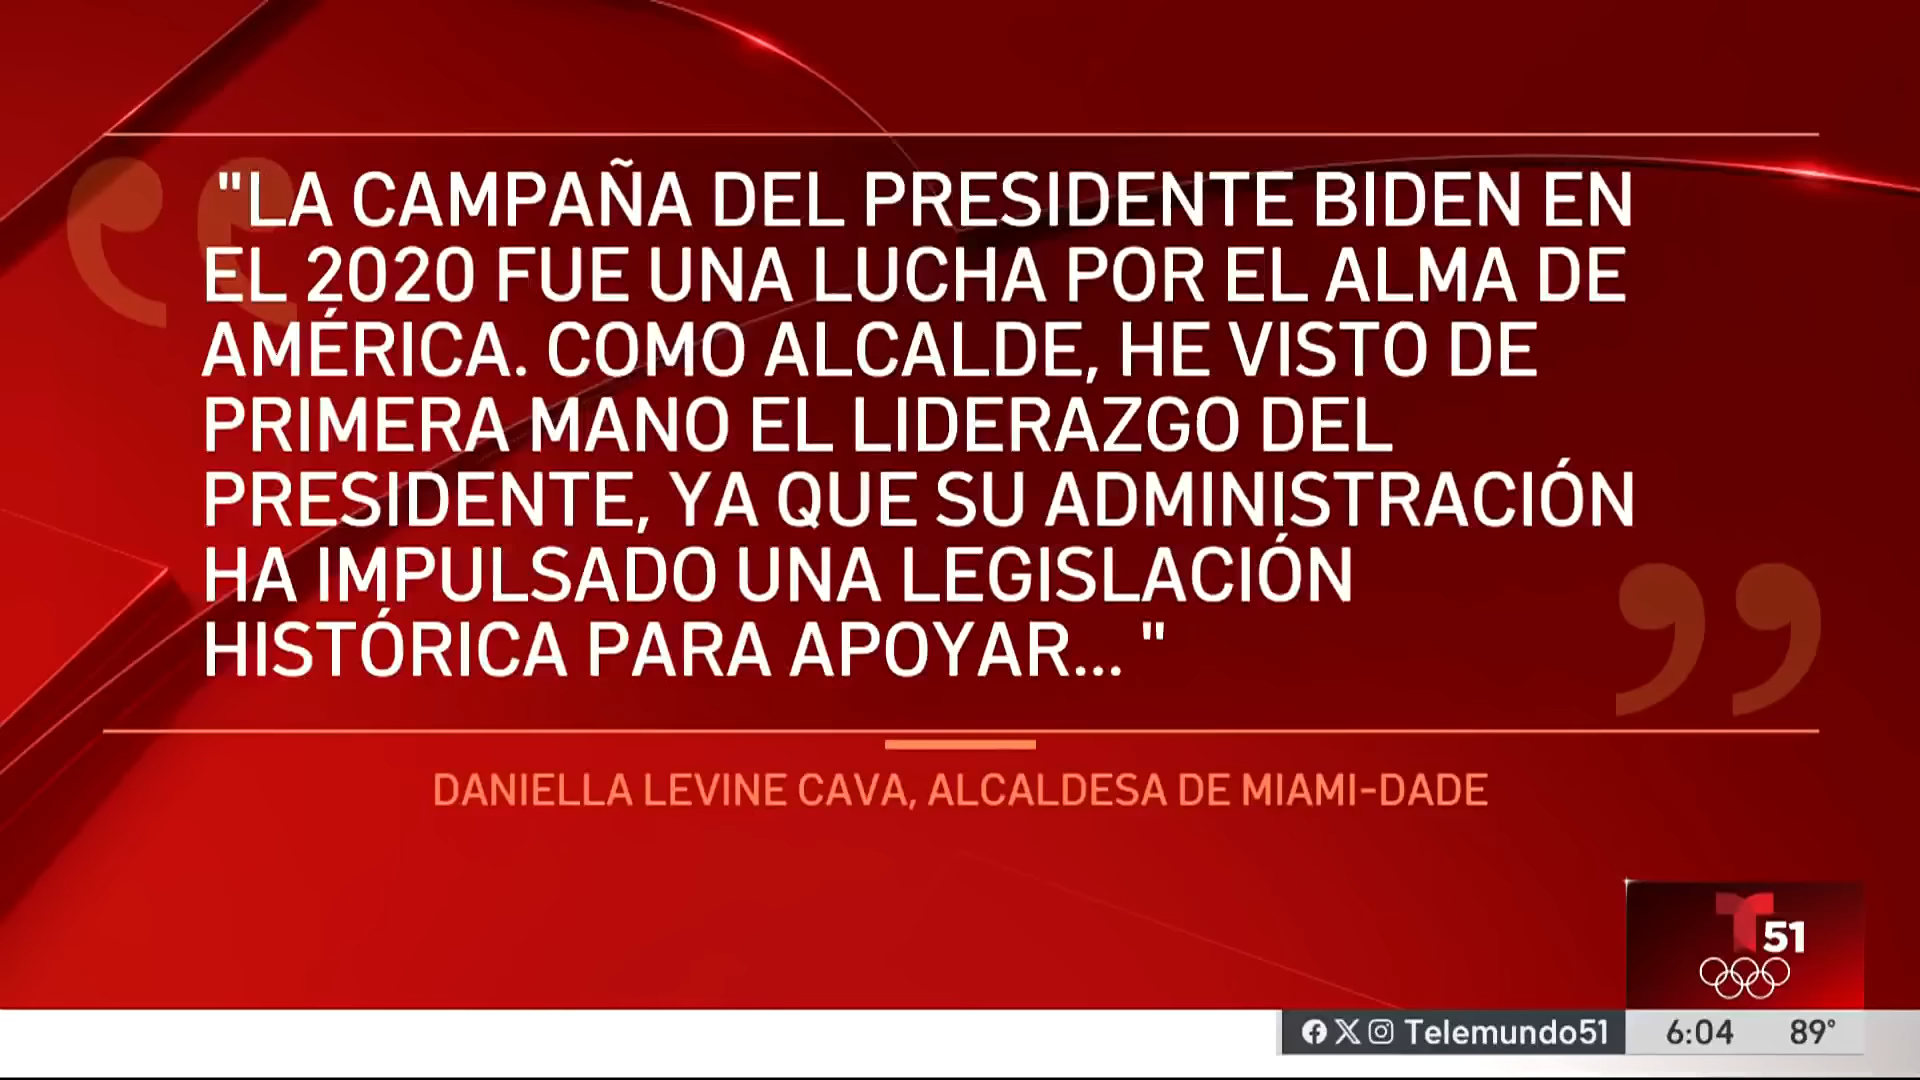 "LA CAMPAÑA DEL PRESIDENTE BIDEN EN
EL 2020 FUE UNA LUCHA POR EL ALMA DE
AMÉRICA. COMO ALCALDE, HE VISTO DE
PRIMERA MANO EL LIDERAZGO DEL
PRESIDENTE, YA QUE SU ADMINISTRACIÓN
HA IMPULSADO UNA LEGISLACIÓN
HISTÓRICA PARA APOYAR... "
DANIELLA LEVINE CAVA, ALCALDESA DE MIAMI-DADE
T 51
Telemundo51 6:04 89°